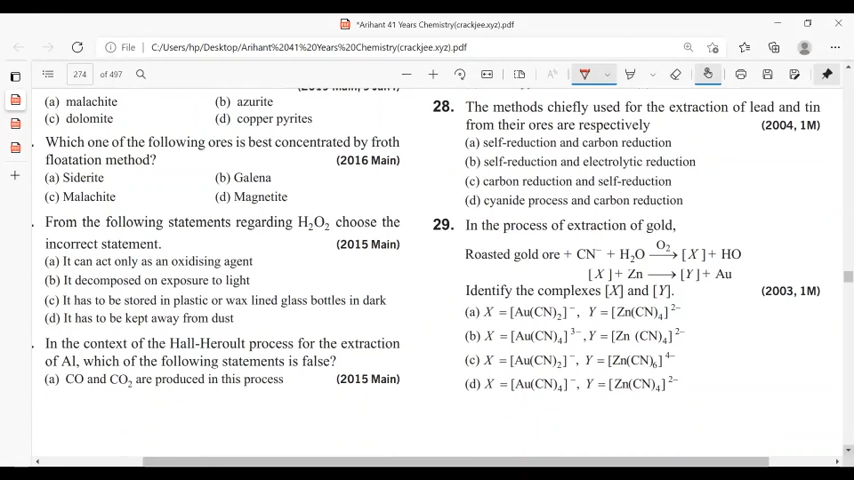 *Arihant 41 Years Chemistry(crackjee.xyz).pdf
File C:/Users/hp/Desktop/Arihant%2041%20Years%20Chemistry(crackjee.xyz).pdf
274 of 497
(a) malachite (b) azurite
(c) dolomite (d) copper pyrites
. Which one of the following ores is best concentrated by froth
floatation method? (2016 Main)
(a) Siderite (b) Galena
(c) Malachite (d) Magnetite
. From the following statements regarding H₂O₂ choose the
incorrect statement. (2015 Main)
(a) It can act only as an oxidising agent
(b) It decomposed on exposure to light
(c) It has to be stored in plastic or wax lined glass bottles in dark
(d) It has to be kept away from dust
. In the context of the Hall-Heroult process for the extraction
of Al, which of the following statements is false?
(a) CO and CO₂ are produced in this process (2015 Main)
28. The methods chiefly used for the extraction of lead and tin
from their ores are respectively (2004, 1M)
(a) self-reduction and carbon reduction
(b) self-reduction and electrolytic reduction
(c) carbon reduction and self-reduction
(d) cyanide process and carbon reduction
29. In the process of extraction of gold,
Roasted gold ore + CN⁻ + H₂O —O₂→ [X] + HO
[X] + Zn ⟶ [Y] + Au
Identify the complexes [X] and [Y]. (2003, 1M)
(a) X = [Au(CN)₂]⁻, Y = [Zn(CN)₄]²⁻
(b) X = [Au(CN)₄]³⁻, Y = [Zn (CN)₄]²⁻
(c) X = [Au(CN)₂]⁻, Y = [Zn(CN)₆]⁴⁻
(d) X = [Au(CN)₄]⁻, Y = [Zn(CN)₄]²⁻